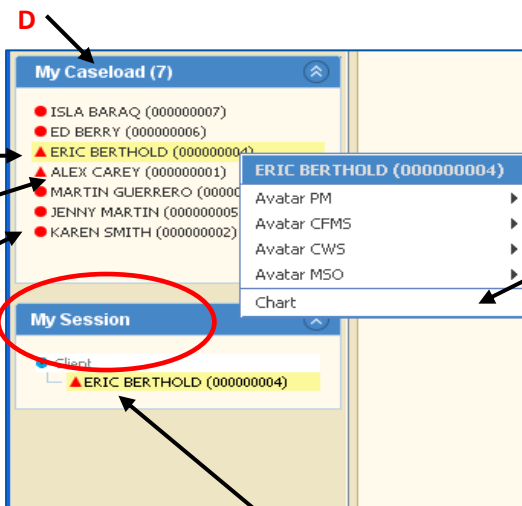 D
My Caseload (7)
ISLA BARAQ (000000007)
ED BERRY (000000006)
ERIC BERTHOLD (000000004)
ALEX CAREY (000000001)
MARTIN GUERRERO (00000
JENNY MARTIN (000000005
KAREN SMITH (000000002)
ERIC BERTHOLD (000000004)
Avatar PM
Avatar CFMS
Avatar CWS
Avatar MSO
Chart
My Session
Client
ERIC BERTHOLD (000000004)